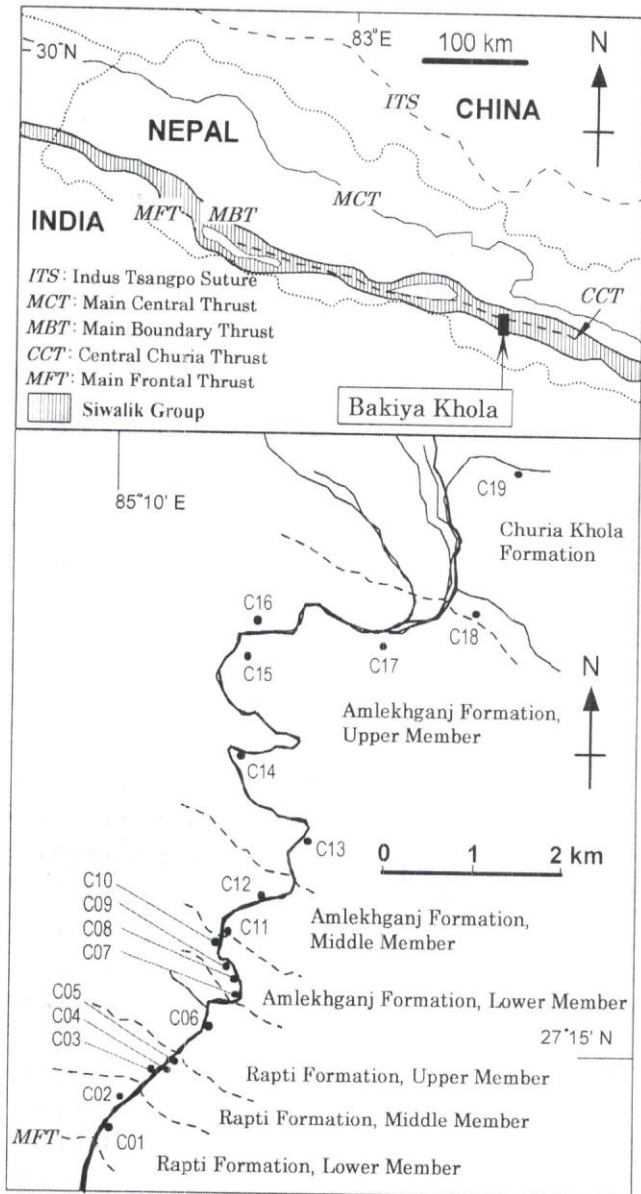 83°E
100 km
N
30°N
ITS
CHINA
NEPAL
MCT
INDIA
MFT
MBT
ITS: Indus Tsangpo Suture
MCT: Main Central Thrust
MBT: Main Boundary Thrust
CCT
CCT: Central Churia Thrust
MFT: Main Frontal Thrust
Siwalik Group
Bakiya Khola
85°10' E
C19
Churia Khola
Formation
C16
C18
C15
C17
N
Amlekhganj Formation,
Upper Member
C14
C13
0 1 2 km
C10
C12
C09
C11
Amlekhganj Formation,
Middle Member
C08
C07
Amlekhganj Formation, Lower Member
C05
C06
27°15' N
C04
C03
Rapti Formation, Upper Member
C02
Rapti Formation, Middle Member
MFT
C01
Rapti Formation, Lower Member